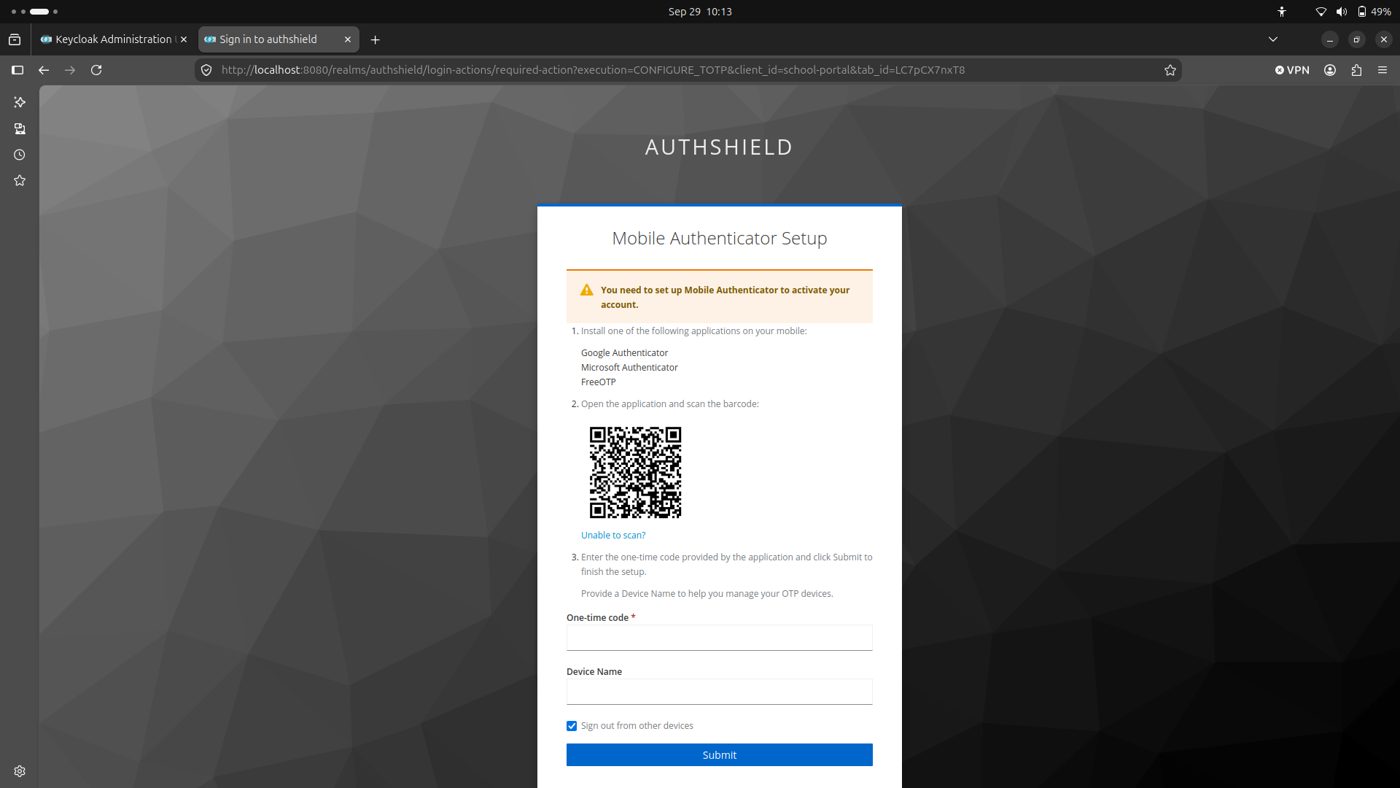 Sep 29 10:13
49%
Keycloak Administration
Sign in to authshield
http://localhost:8080/realms/authshield/login-actions/required-action?execution=CONFIGURE_TOTP&client_id=school-portal&tab_id=LC7pCX7nxT8
VPN
AUTHSHIELD
Mobile Authenticator Setup
You need to set up Mobile Authenticator to activate your
account.
1. Install one of the following applications on your mobile:
Google Authenticator
Microsoft Authenticator
FreeOTP
2. Open the application and scan the barcode:
Unable to scan?
3. Enter the one-time code provided by the application and click Submit to
finish the setup.
Provide a Device Name to help you manage your OTP devices.
One-time code *
Device Name
Sign out from other devices
Submit